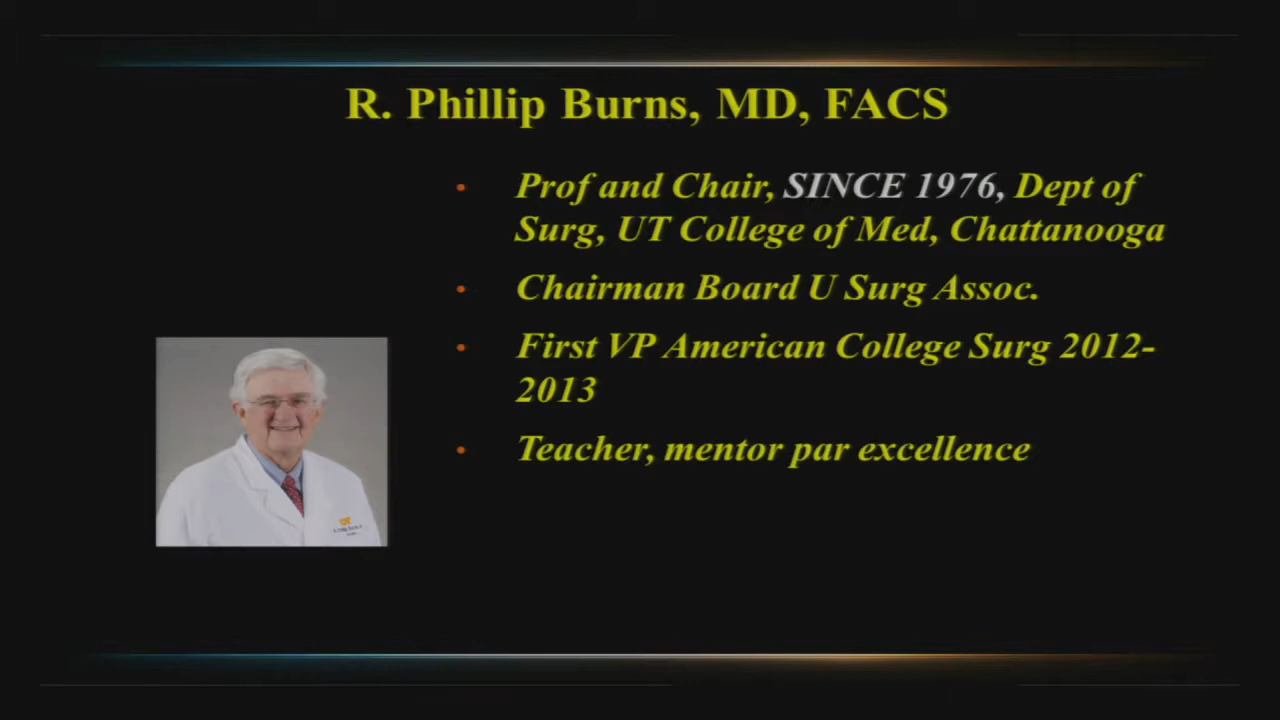 R. Phillip Burns, MD, FACS
• Prof and Chair, SINCE 1976, Dept of
Surg, UT College of Med, Chattanooga
• Chairman Board U Surg Assoc.
• First VP American College Surg 2012-
2013
• Teacher, mentor par excellence
UT